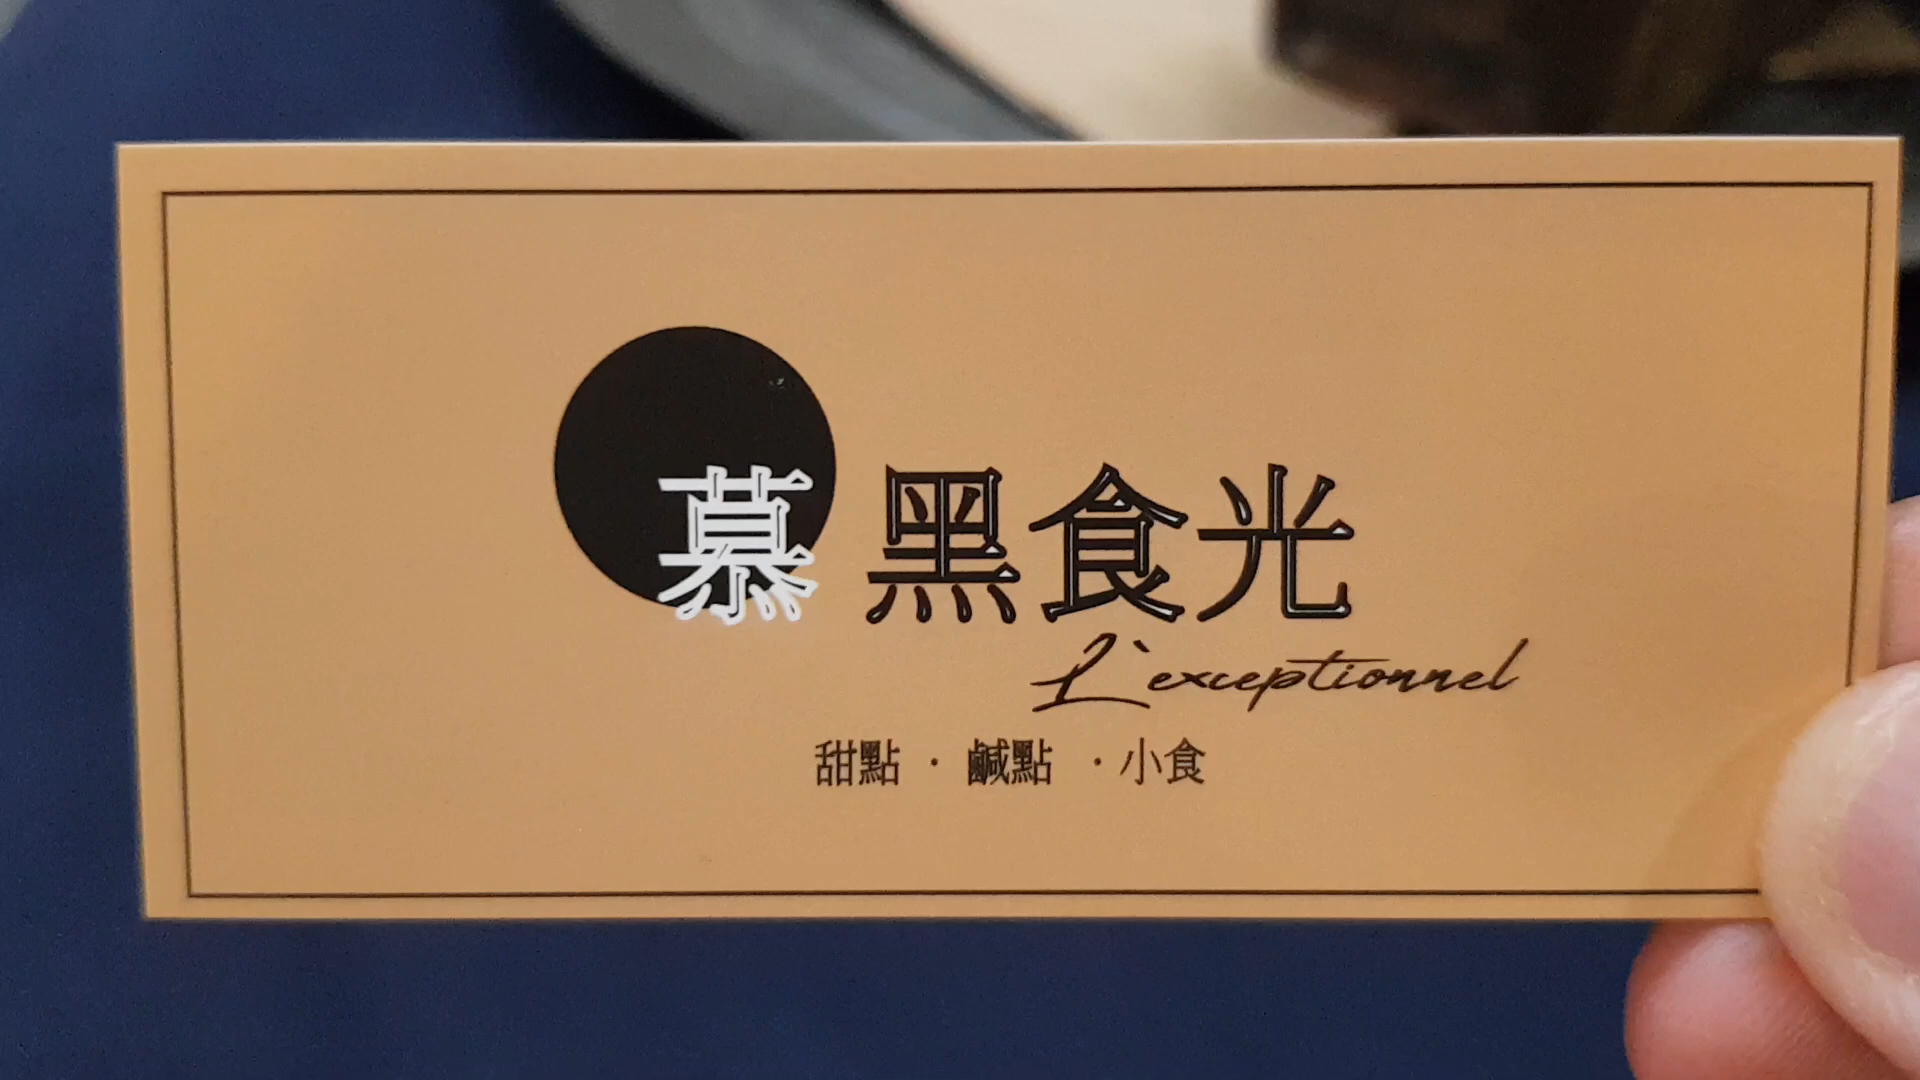 慕 黑食光
L`exceptionnel
甜點 · 鹹點 · 小食